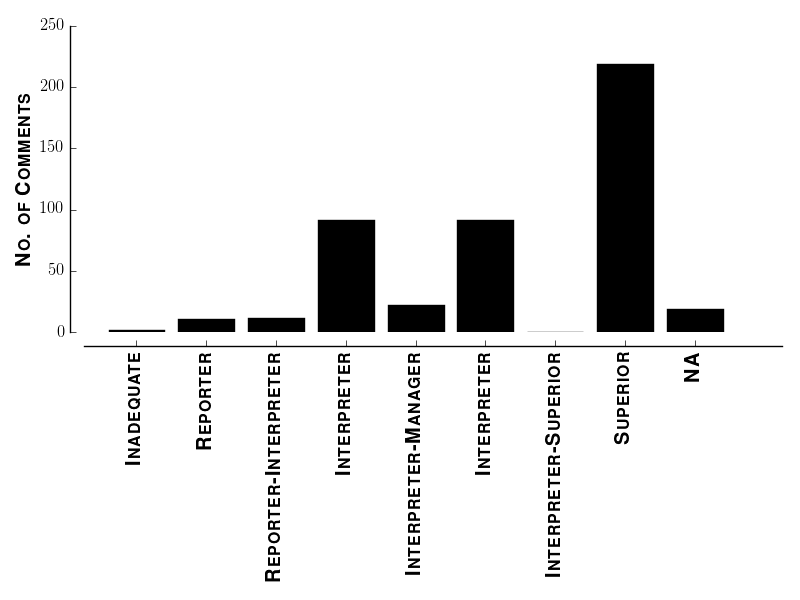 250
200
150
100
50
0
No. of Comments
Inadequate
Reporter
Reporter-Interpreter
Interpreter
Interpreter-Manager
Interpreter
Interpreter-Superior
Superior
NA